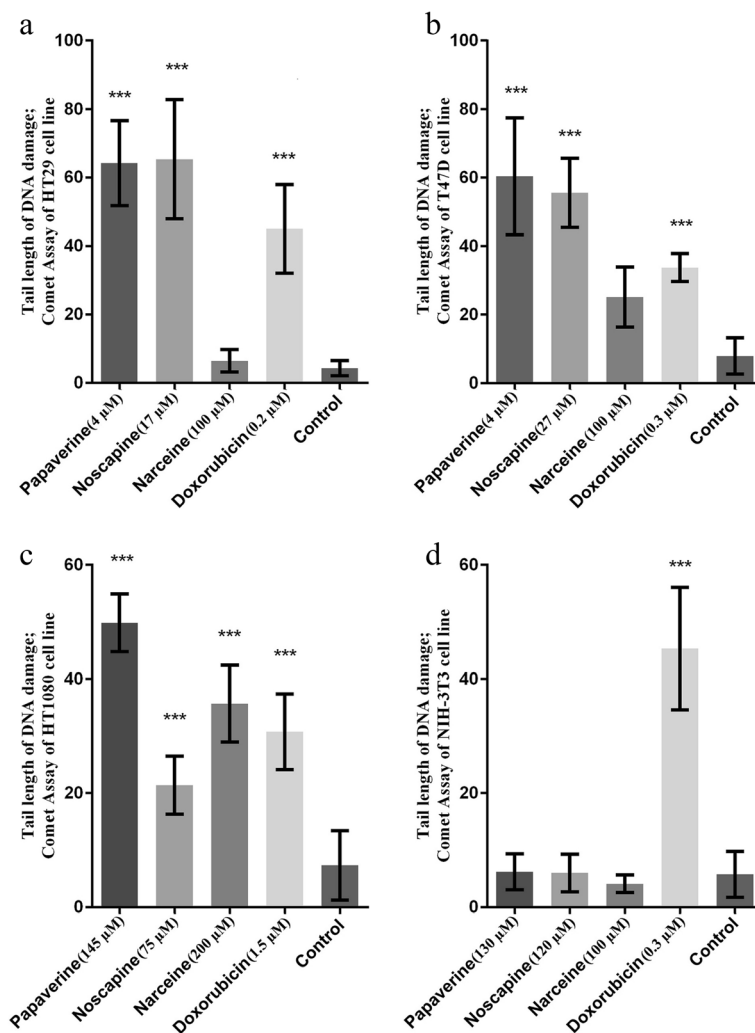 a
Tail length of DNA damage;
Comet Assay of HT29 cell line
100
80
60
40
20
0
***
***
***
Papaverine(4 μM)
Noscapine(17 μM)
Narceine(100 μM)
Doxorubicin(0.2 μM)
Control
b
Tail length of DNA damage;
Comet Assay of T47D cell line
100
80
60
40
20
0
***
***
***
Papaverine(4 μM)
Noscapine(27 μM)
Narceine(100 μM)
Doxorubicin(0.3 μM)
Control
c
Tail length of DNA damage;
Comet Assay of HT1080 cell line
60
40
20
0
***
***
***
***
Papaverine(145 μM)
Noscapine(75 μM)
Narceine(200 μM)
Doxorubicin(1.5 μM)
Control
d
Tail length of DNA damage;
Comet Assay of NIH-3T3 cell line
60
40
20
0
***
Papaverine(130 μM)
Noscapine(120 μM)
Narceine(100 μM)
Doxorubicin(0.3 μM)
Control